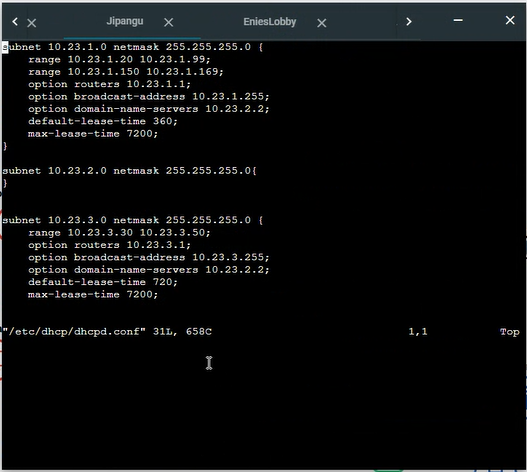 Jipangu
EniesLobby
subnet 10.23.1.0 netmask 255.255.255.0 {
    range 10.23.1.20 10.23.1.99;
    range 10.23.1.150 10.23.1.169;
    option routers 10.23.1.1;
    option broadcast-address 10.23.1.255;
    option domain-name-servers 10.23.2.2;
    default-lease-time 360;
    max-lease-time 7200;
}
subnet 10.23.2.0 netmask 255.255.255.0{
}
subnet 10.23.3.0 netmask 255.255.255.0 {
    range 10.23.3.30 10.23.3.50;
    option routers 10.23.3.1;
    option broadcast-address 10.23.3.255;
    option domain-name-servers 10.23.2.2;
    default-lease-time 720;
    max-lease-time 7200;
"/etc/dhcp/dhcpd.conf" 31L, 658C 1,1 Top